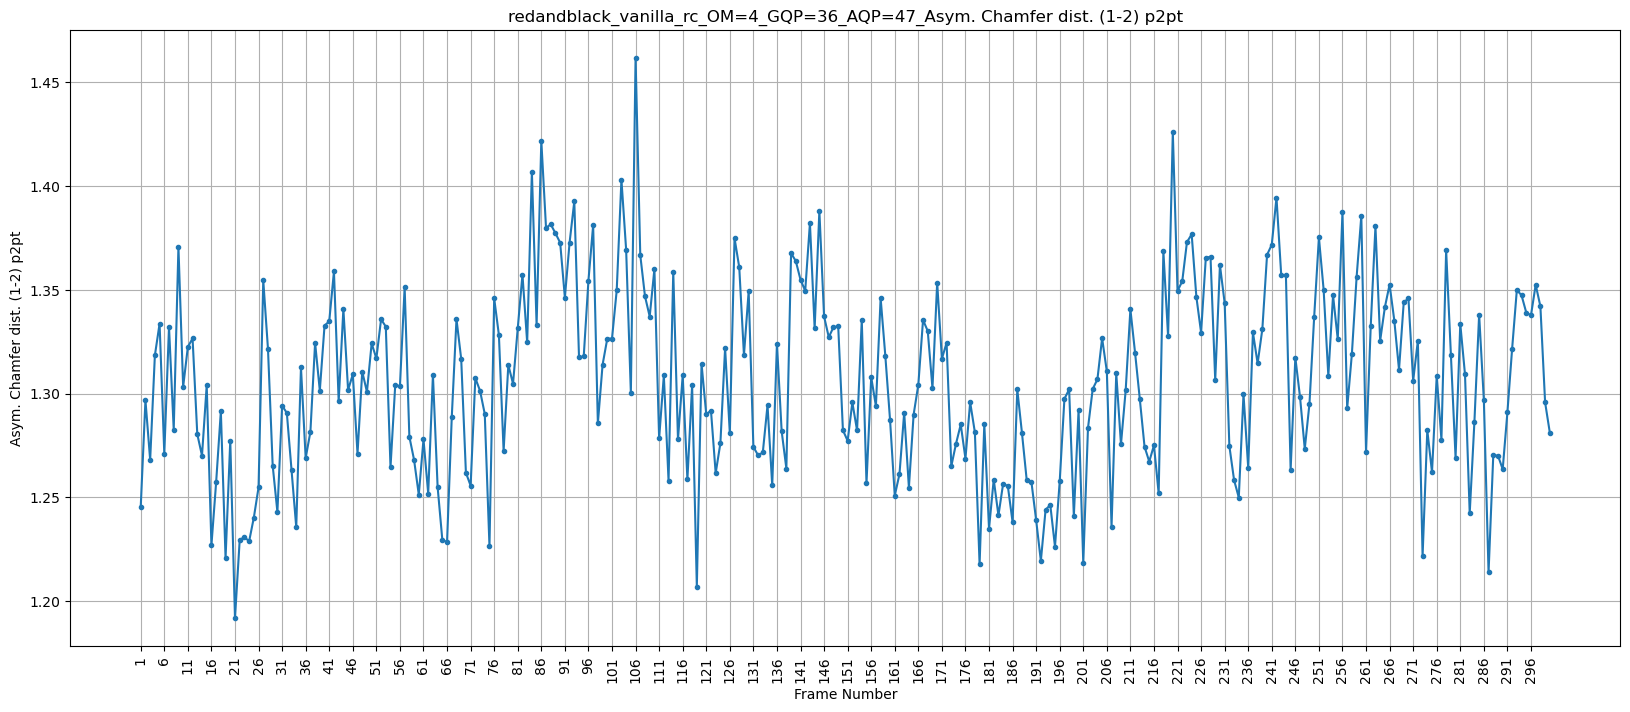 redandblack_vanilla_rc_OM=4_GQP=36_AQP=47_Asym. Chamfer dist. (1-2) p2pt
Asym. Chamfer dist. (1-2) p2pt
1.45
1.40
1.35
1.30
1.25
1.20
1 6 11 16 21 26 31 36 41 46 51 56 61 66 71 76 81 86 91 96 101 106 111 116 121 126 131 136 141 146 151 156 161 166 171 176 181 186 191 196 201 206 211 216 221 226 231 236 241 246 251 256 261 266 271 276 281 286 291 296
Frame Number